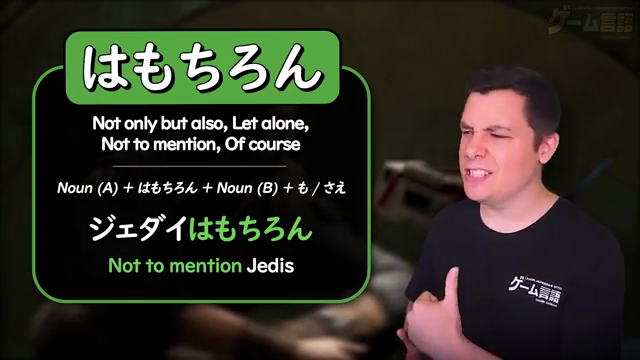 はもちろん
Not only but also, Let alone,
Not to mention, Of course
Noun (A) + はもちろん + Noun (B) + も / さえ
ジェダイはもちろん
Not to mention Jedis
ゲーム言語
ゲーム言語